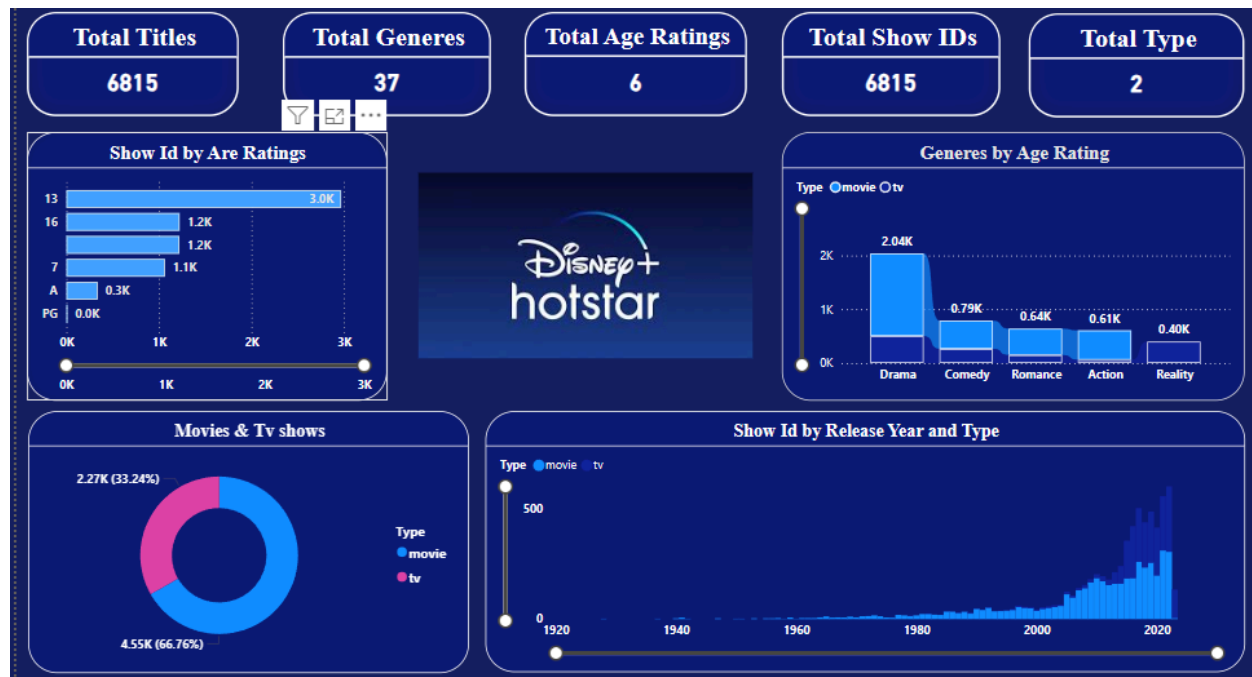 Total Titles
6815
Total Generes
37
Total Age Ratings
6
Total Show IDs
6815
Total Type
2
Show Id by Are Ratings
13
3.0K
16
1.2K
1.2K
7
1.1K
A
0.3K
PG
0.0K
0K 1K 2K 3K
0K 1K 2K 3K
Disney+
hotstar
Generes by Age Rating
Type movie tv
2K
1K
0K
2.04K
0.79K
0.64K
0.61K
0.40K
Drama Comedy Romance Action Reality
Movies & Tv shows
2.27K (33.24%)
4.55K (66.76%)
Type
movie
tv
Show Id by Release Year and Type
Type movie tv
500
0
1920 1940 1960 1980 2000 2020